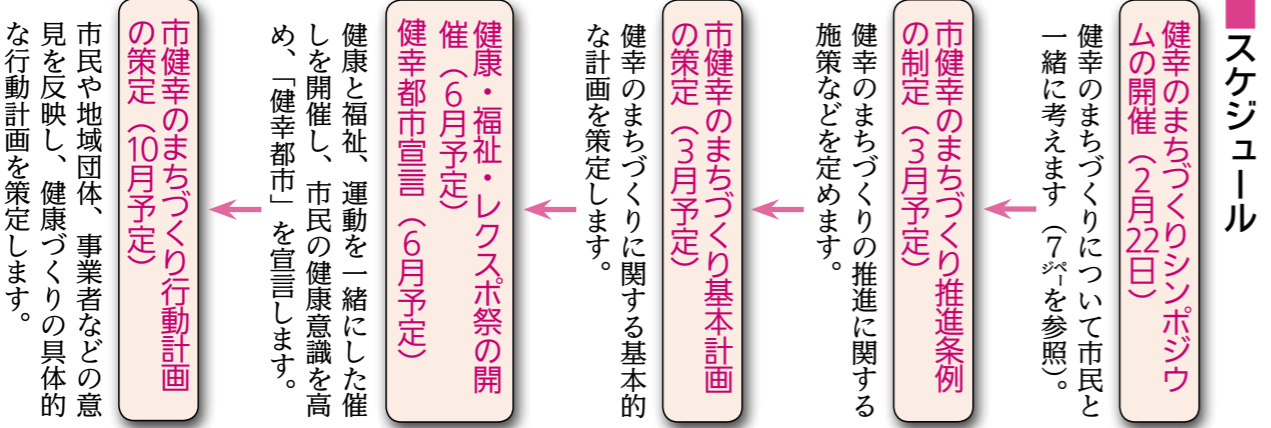 ■スケジュール
健幸のまちづくりシンポジウ
ムの開催（2月22日）
健幸のまちづくりについて市民と
一緒に考えます（7ページを参照）。
市健幸のまちづくり推進条例
の制定（3月予定）
健幸のまちづくりの推進に関する
施策などを定めます。
市健幸のまちづくり基本計画
の策定（3月予定）
健幸のまちづくりに関する基本的
な計画を策定します。
健康・福祉・レクスポ祭の開
催（6月予定）
健幸都市宣言（6月予定）
健康と福祉、運動を一緒にした催
しを開催し、市民の健康意識を高
め、「健幸都市」を宣言します。
市健幸のまちづくり行動計画
の策定（10月予定）
市民や地域団体、事業者などの意
見を反映し、健康づくりの具体的
な行動計画を策定します。